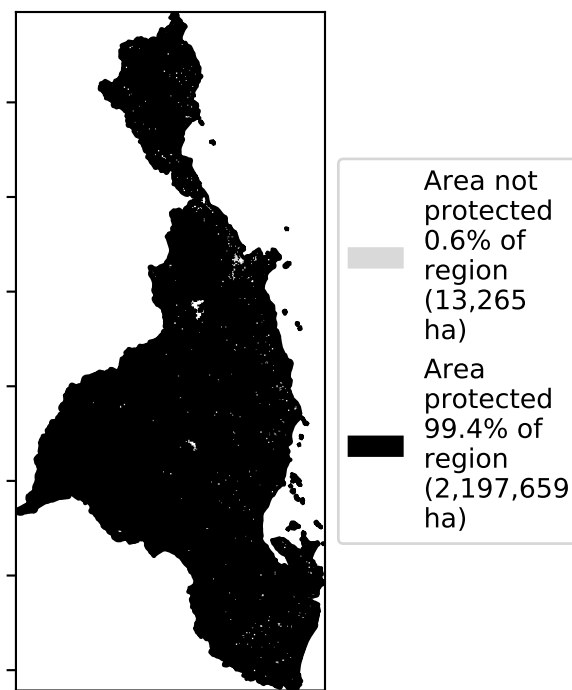 Area not
protected
0.6% of
region
(13,265
ha)
Area
protected
99.4% of
region
(2,197,659
ha)